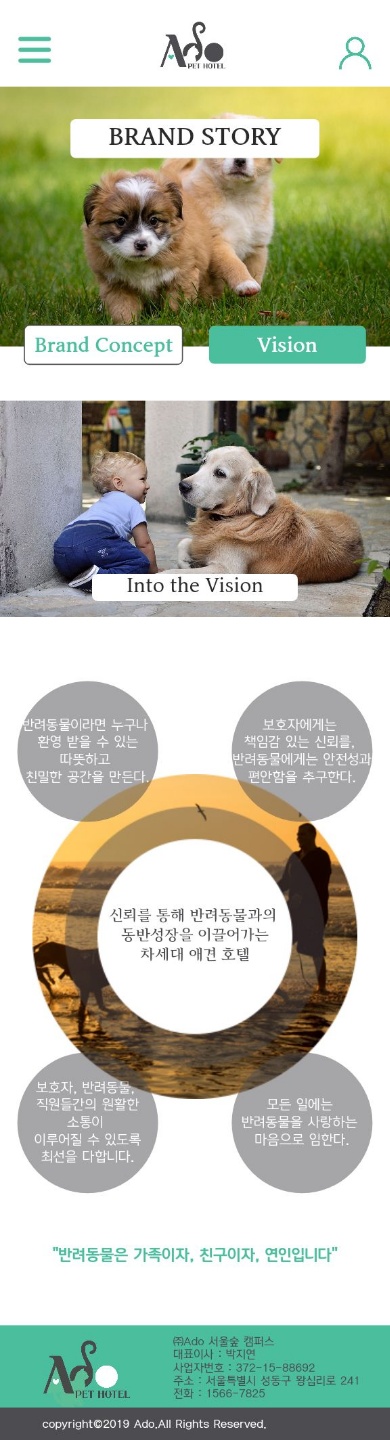 Ado
PET HOTEL
BRAND STORY
Brand Concept
Vision
Into the Vision
반려동물이라면 누구나
환영 받을 수 있는
따뜻하고
친밀한 공간을 만든다.
보호자에게는
책임감 있는 신뢰를,
반려동물에게는 안전성과
편안함을 추구한다.
신뢰를 통해 반려동물과의
동반성장을 이끌어가는
차세대 애견 호텔
보호자, 반려동물,
직원들간의 원활한
소통이
이루어질 수 있도록
최선을 다합니다.
모든 일에는
반려동물을 사랑하는
마음으로 임한다.
"반려동물은 가족이자, 친구이자, 연인입니다"
Ado
PET HOTEL
㈜Ado 서울숲 캠퍼스
대표이사 : 박지연
사업자번호 : 372-15-88692
주소 : 서울특별시 성동구 왕십리로 241
전화 : 1566-7825
copyright©2019 Ado.All Rights Reserved.